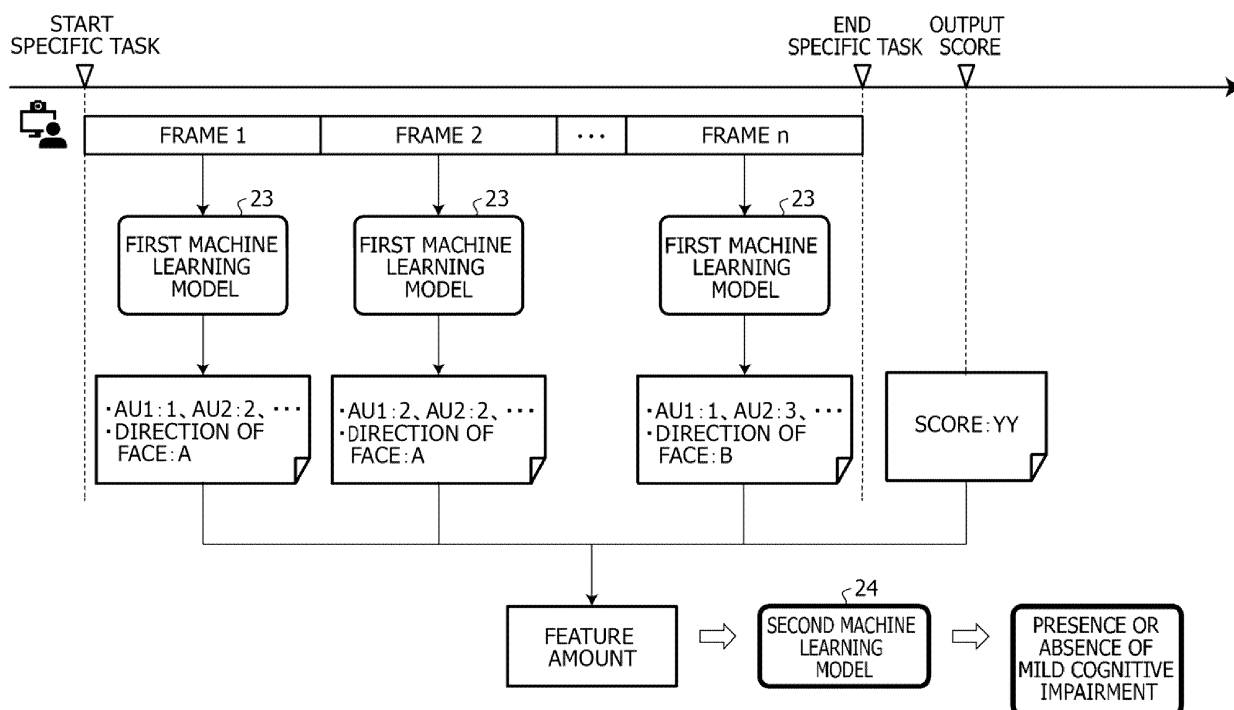 START
SPECIFIC TASK
END
SPECIFIC TASK
OUTPUT
SCORE
FRAME 1
FRAME 2
···
FRAME n
23
23
23
FIRST MACHINE
LEARNING
MODEL
FIRST MACHINE
LEARNING
MODEL
FIRST MACHINE
LEARNING
MODEL
·AU1:1、AU2:2、···
·DIRECTION OF
FACE:A
·AU1:2、AU2:2、···
·DIRECTION OF
FACE:A
·AU1:1、AU2:3、···
·DIRECTION OF
FACE:B
SCORE:YY
FEATURE
AMOUNT
24
SECOND MACHINE
LEARNING
MODEL
PRESENCE OR
ABSENCE OF
MILD COGNITIVE
IMPAIRMENT